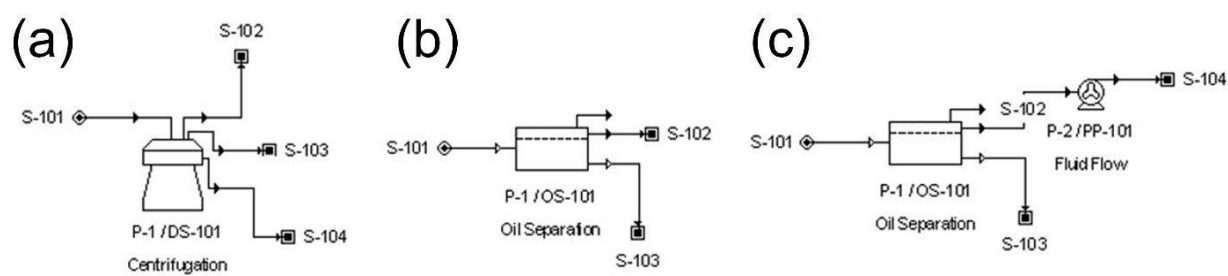 (a)
S-102
S-101
S-103
S-104
P-1 / DS-101
Centrifugation
(b)
S-101
S-102
P-1 / OS-101
Oil Separation
S-103
(c)
S-104
S-102
P-2 / PP-101
Fluid Flow
S-101
P-1 / OS-101
Oil Separation
S-103